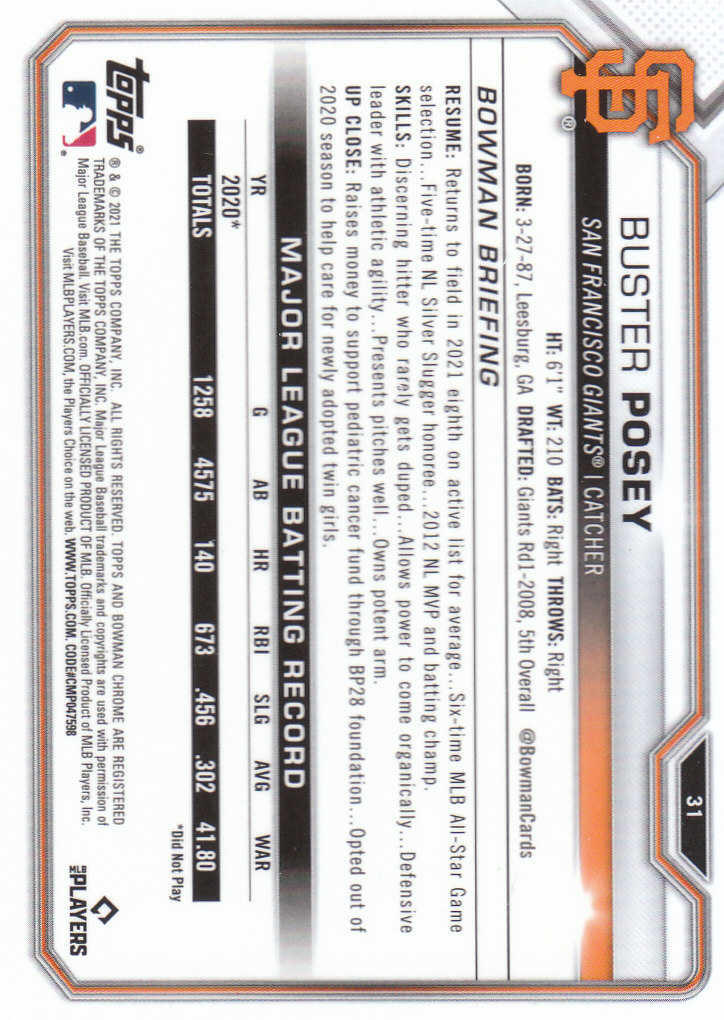 31
BUSTER POSEY
SAN FRANCISCO GIANTS® | CATCHER
HT: 6'1" WT: 210 BATS: Right THROWS: Right
BORN: 3-27-87, Leesburg, GA DRAFTED: Giants Rd1-2008, 5th Overall @BowmanCards
BOWMAN BRIEFING
RESUME: Returns to field in 2021 eighth on active list for average...Six-time MLB All-Star Game
selection...Five-time NL Silver Slugger honoree...2012 NL MVP and batting champ.
SKILLS: Discerning hitter who rarely gets duped...Allows power to come organically...Defensive
leader with athletic agility...Presents pitches well...Owns potent arm.
UP CLOSE: Raises money to support pediatric cancer fund through BP28 foundation...Opted out of
2020 season to help care for newly adopted twin girls.
MAJOR LEAGUE BATTING RECORD
YR G AB HR RBI SLG AVG WAR
2020*
TOTALS 1258 4575 140 673 .456 .302 41.80
*Did Not Play
topps®
® & © 2021 THE TOPPS COMPANY, INC. ALL RIGHTS RESERVED. TOPPS AND BOWMAN CHROME ARE REGISTERED
TRADEMARKS OF THE TOPPS COMPANY, INC. Major League Baseball trademarks and copyrights are used with permission of
Major League Baseball. Visit MLB.com. OFFICIALLY LICENSED PRODUCT OF MLB. Officially Licensed Product of MLB Players, Inc.
Visit MLBPLAYERS.COM, the Players Choice on the web. WWW.TOPPS.COM. CODE#CMP047598
MLB PLAYERS
SF®